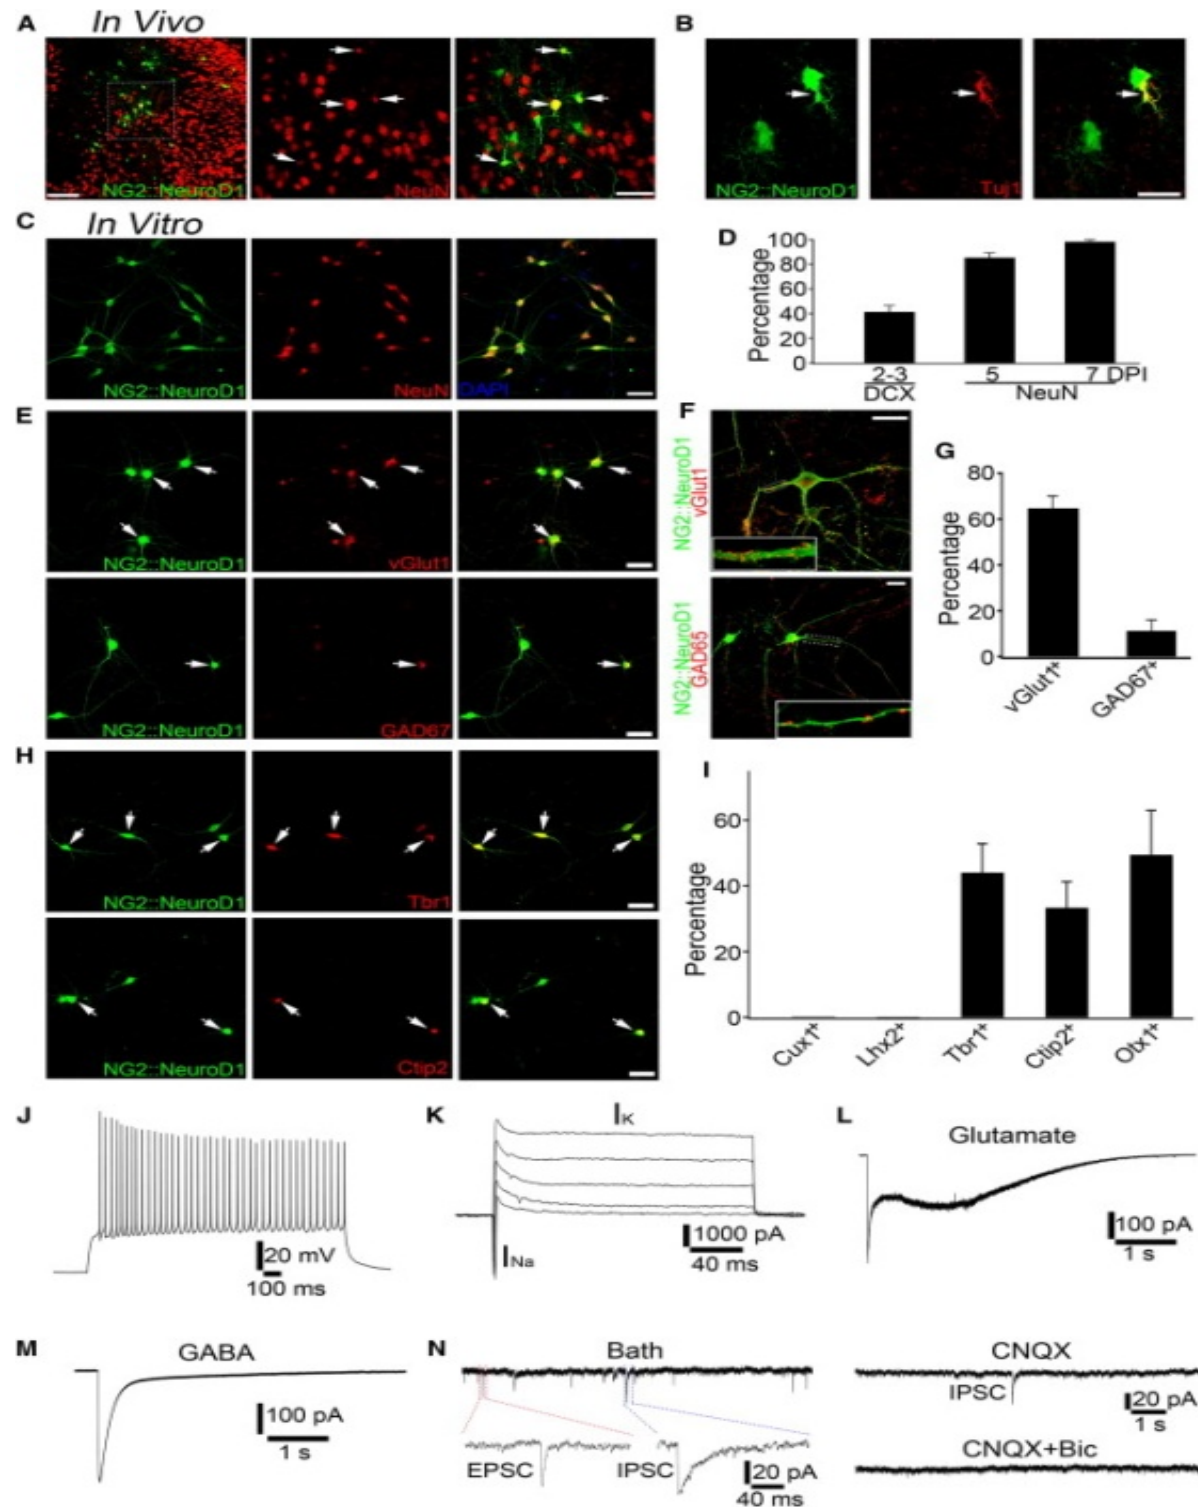 A In Vivo
B
NG2::NeuroD1
NeuN
NG2::NeuroD1
Tuj1
C In Vitro
D
NG2::NeuroD1
NeuN
DAPI
Percentage
100
80
60
40
20
0
2-3 5 7 DPI
DCX NeuN
E
NG2::NeuroD1
vGlut1
NG2::NeuroD1
GAD67
F
NG2::NeuroD1
vGlut1
NG2::NeuroD1
GAD65
G
Percentage
80
60
40
20
0
vGlut1+
GAD67+
H
NG2::NeuroD1
Tbr1
NG2::NeuroD1
Ctip2
I
Percentage
60
40
20
0
Cux1+
Lhx2+
Tbr1+
Ctip2+
Otx1+
J
20 mV
100 ms
K
IK
INa
1000 pA
40 ms
L
Glutamate
100 pA
1 s
M
GABA
100 pA
1 s
N
Bath
EPSC
IPSC
20 pA
40 ms
CNQX
IPSC
20 pA
1 s
CNQX+Bic